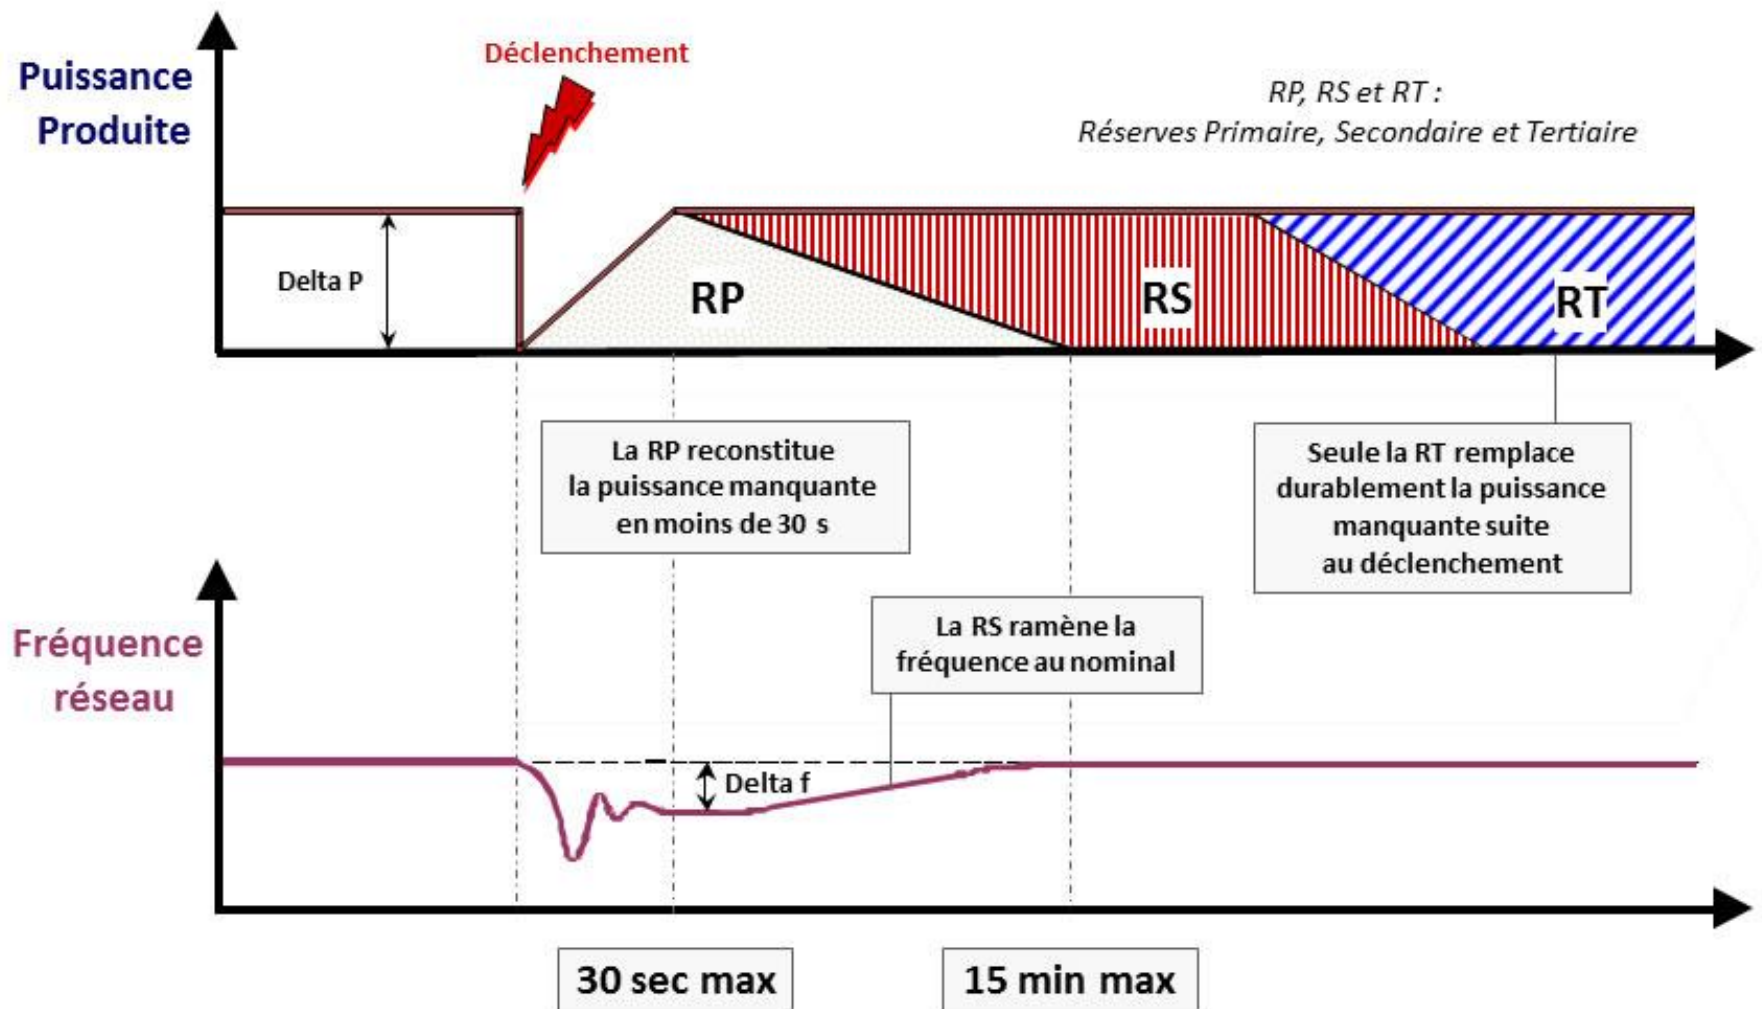 Puissance
Produite
Déclenchement
RP, RS et RT :
Réserves Primaire, Secondaire et Tertiaire
Delta P
RP
RS
RT
La RP reconstitue
la puissance manquante
en moins de 30 s
Seule la RT remplace
durablement la puissance
manquante suite
au déclenchement
Fréquence
réseau
La RS ramène la
fréquence au nominal
Delta f
30 sec max
15 min max